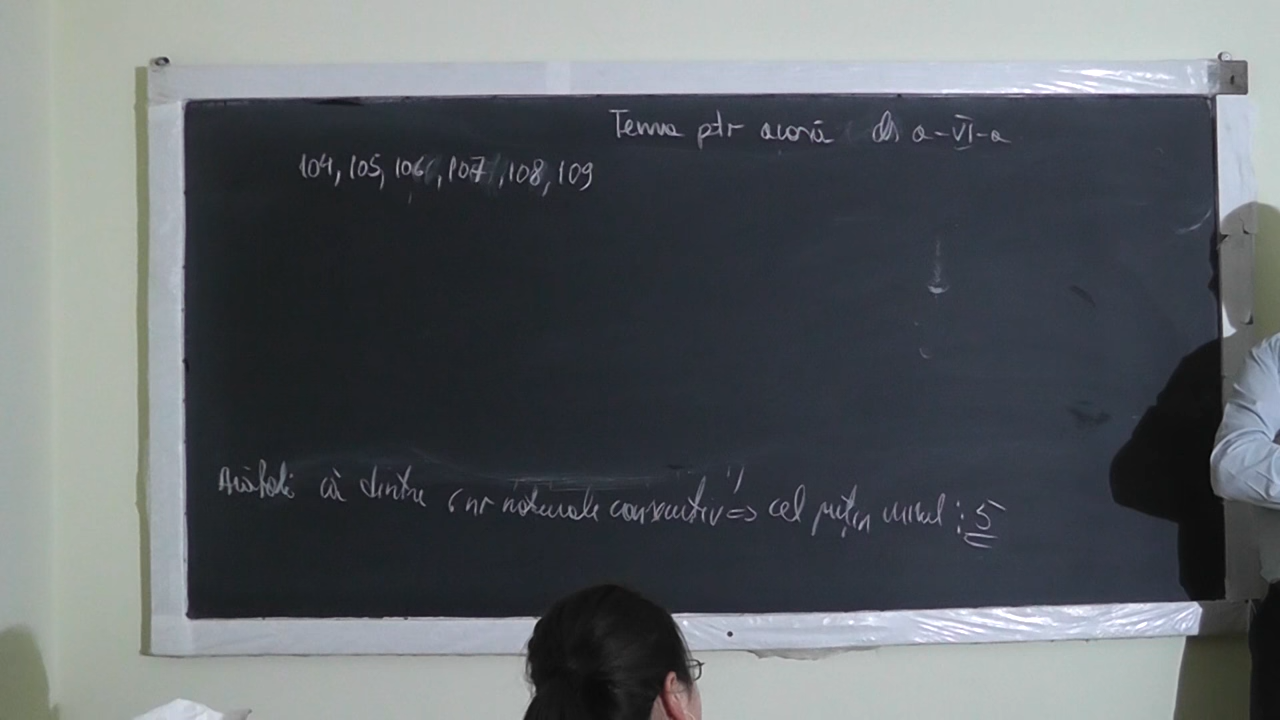 Tema ptr acasă cls a-VI-a
104, 105, 106, 107, 108, 109
Arătați că dintre 6 nr naturale consecutiv => cel puțin unul ⋮ 5